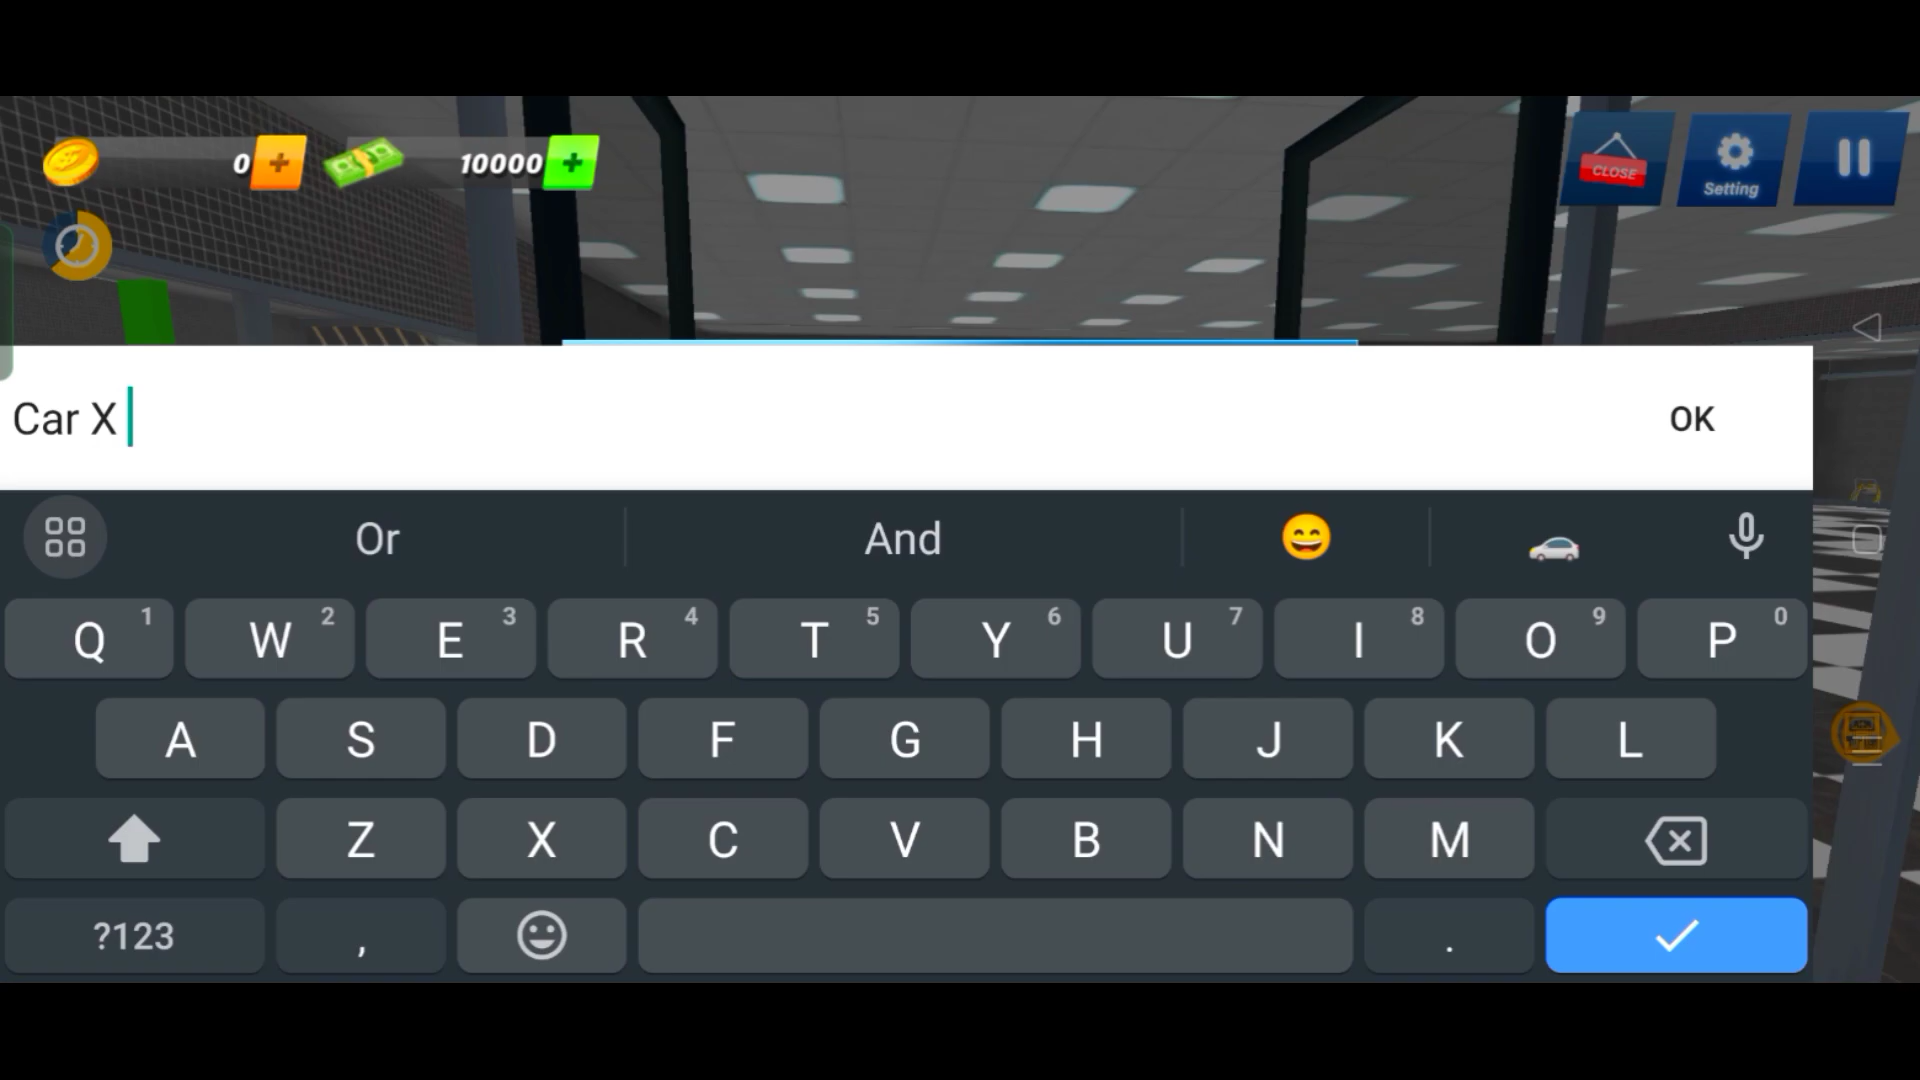 0 + 10000 +
CLOSE
Setting
Car X
OK
Or And
Q 1 W 2 E 3 R 4 T 5 Y 6 U 7 I 8 O 9 P 0
A S D F G H J K L
Z X C V B N M
?123 , .